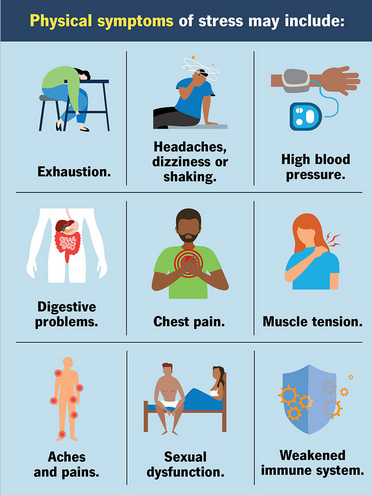 Physical symptoms of stress may include:
Exhaustion.
Headaches,
dizziness or
shaking.
High blood
pressure.
Digestive
problems.
Chest pain.
Muscle tension.
Aches
and pains.
Sexual
dysfunction.
Weakened
immune system.